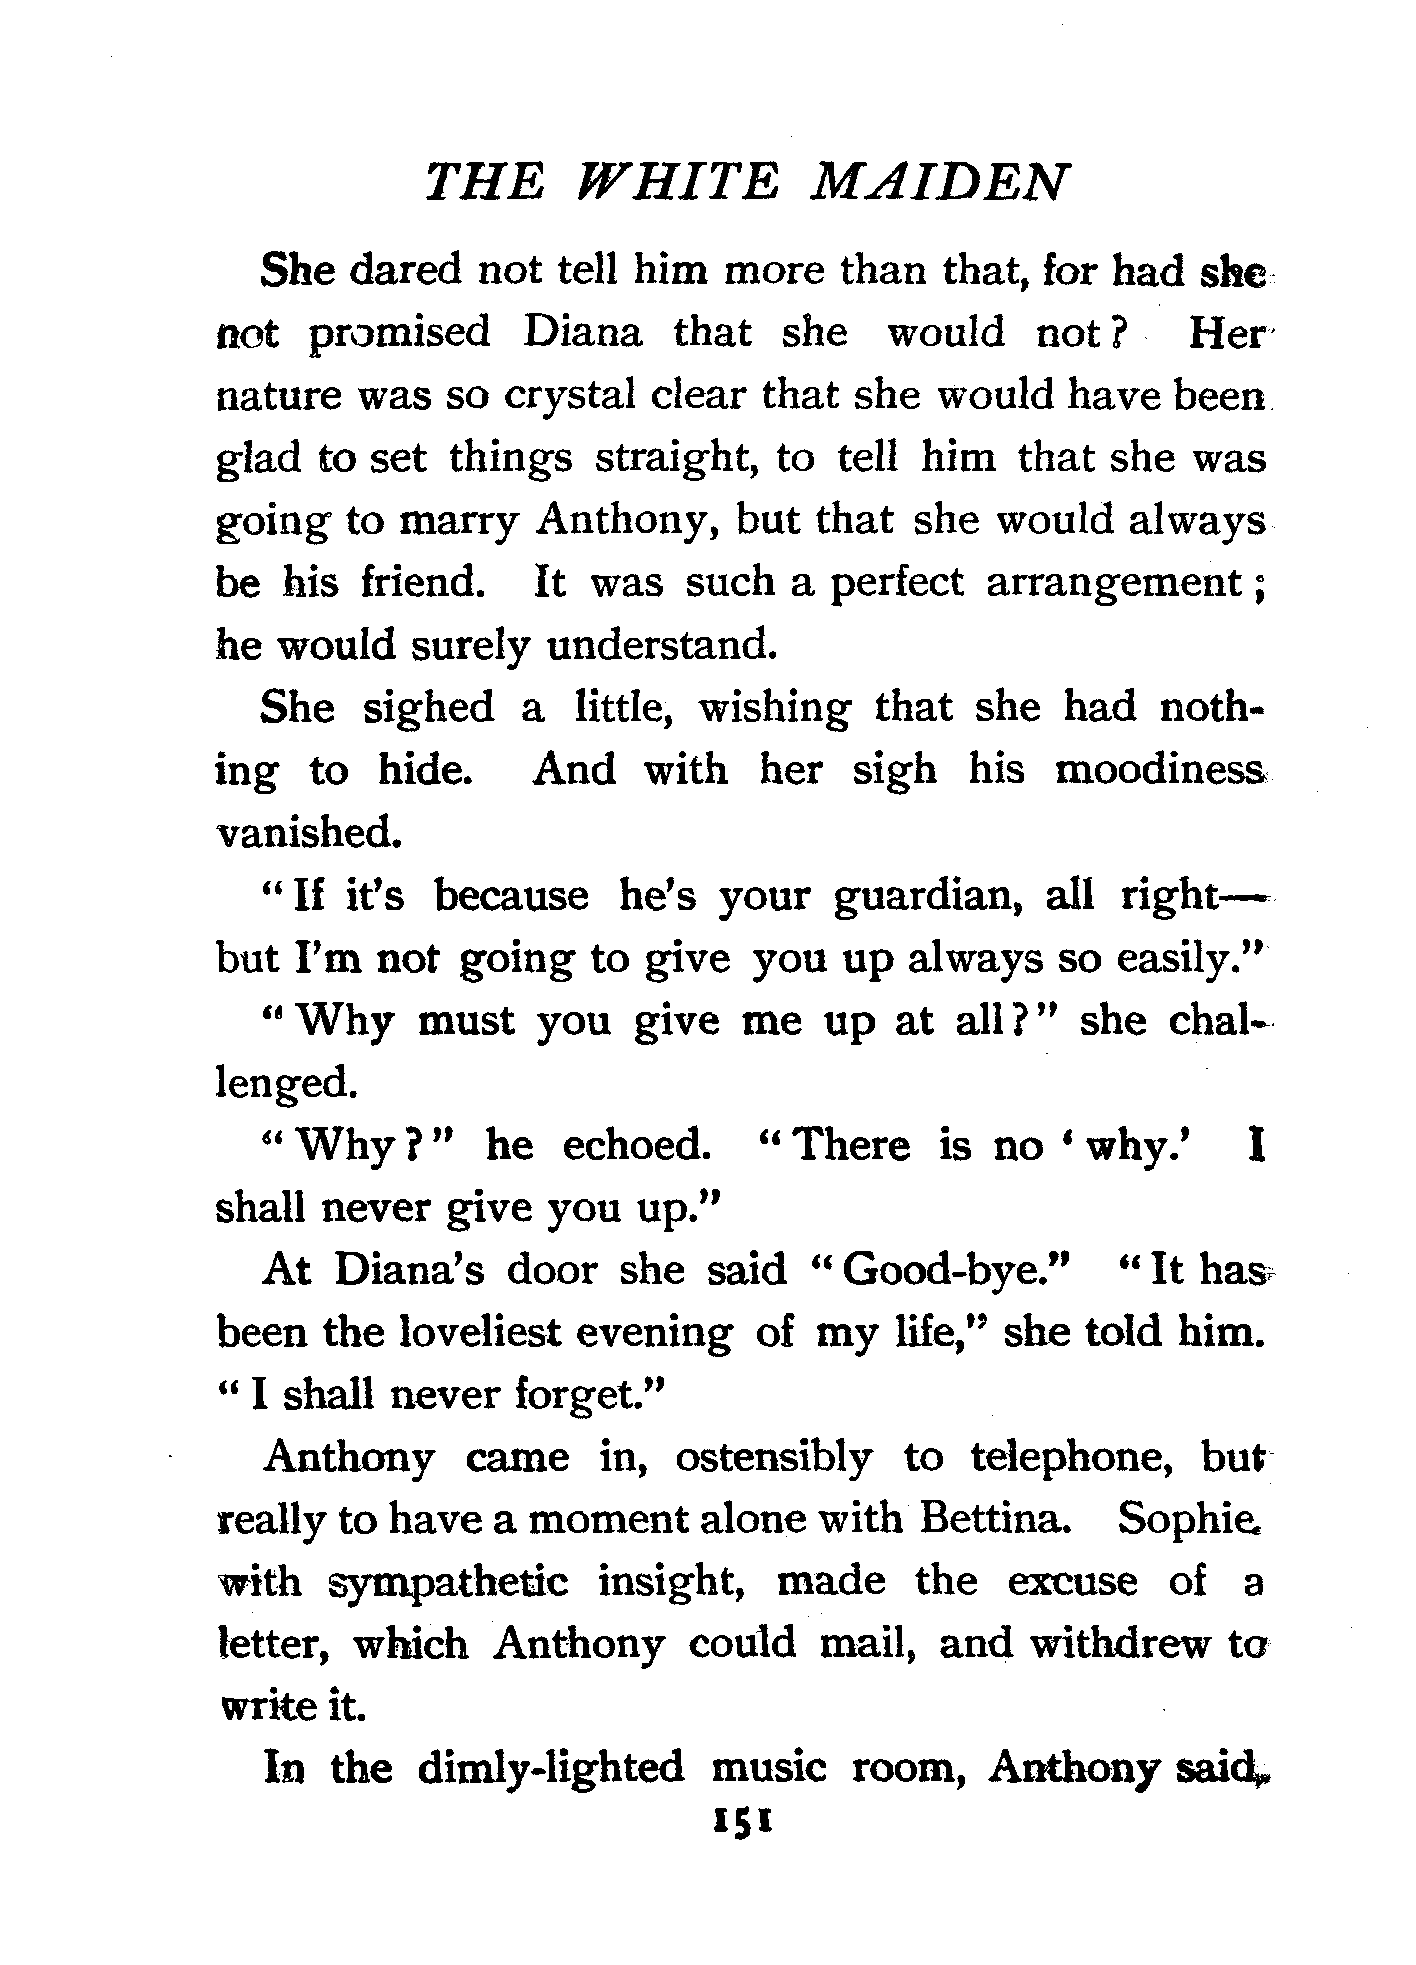 THE WHITE MAIDEN
She dared not tell him more than that, for had she
not promised Diana that she would not? Her
nature was so crystal clear that she would have been
glad to set things straight, to tell him that she was
going to marry Anthony, but that she would always
be his friend. It was such a perfect arrangement;
he would surely understand.
She sighed a little, wishing that she had noth-
ing to hide. And with her sigh his moodiness
vanished.
"If it's because he's your guardian, all right—
but I'm not going to give you up always so easily."
"Why must you give me up at all?" she chal-
lenged.
"Why?" he echoed. "There is no 'why.' I
shall never give you up."
At Diana's door she said "Good-bye." "It has
been the loveliest evening of my life," she told him.
"I shall never forget."
Anthony came in, ostensibly to telephone, but
really to have a moment alone with Bettina. Sophie
with sympathetic insight, made the excuse of a
letter, which Anthony could mail, and withdrew to
write it.
In the dimly-lighted music room, Anthony said,
151